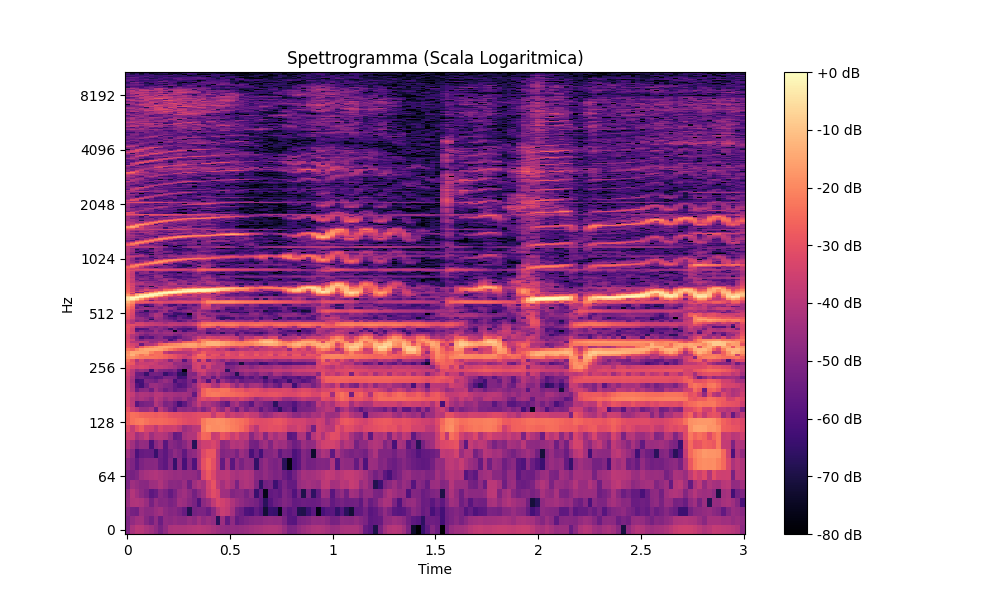 Spettrogramma (Scala Logaritmica)
Hz
8192
4096
2048
1024
512
256
128
64
0
0 0.5 1 1.5 2 2.5 3
Time
+0 dB
-10 dB
-20 dB
-30 dB
-40 dB
-50 dB
-60 dB
-70 dB
-80 dB